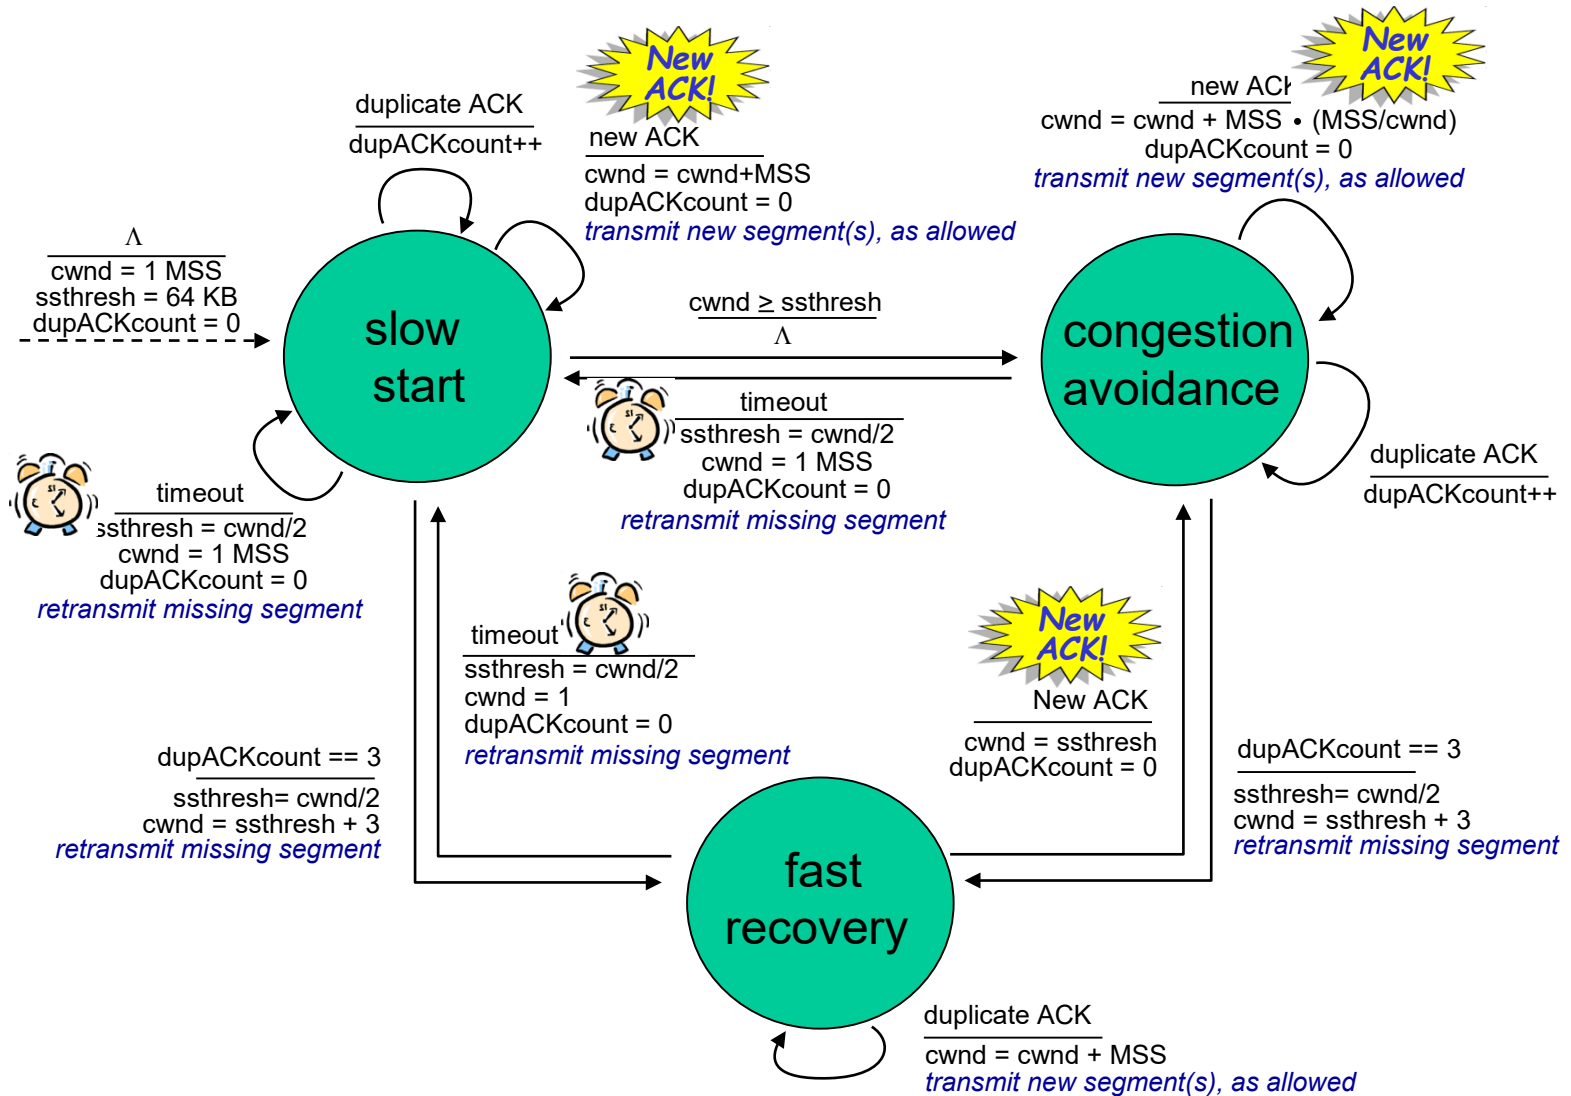 New
ACK!
duplicate ACK
dupACKcount++
new ACK
cwnd = cwnd+MSS
dupACKcount = 0
transmit new segment(s), as allowed
New
ACK!
new ACK
cwnd = cwnd + MSS • (MSS/cwnd)
dupACKcount = 0
transmit new segment(s), as allowed
Λ
cwnd = 1 MSS
ssthresh = 64 KB
dupACKcount = 0
slow
start
cwnd ≥ ssthresh
Λ
congestion
avoidance
timeout
ssthresh = cwnd/2
cwnd = 1 MSS
dupACKcount = 0
retransmit missing segment
duplicate ACK
dupACKcount++
timeout
ssthresh = cwnd/2
cwnd = 1 MSS
dupACKcount = 0
retransmit missing segment
timeout
ssthresh = cwnd/2
cwnd = 1
dupACKcount = 0
retransmit missing segment
New
ACK!
New ACK
cwnd = ssthresh
dupACKcount = 0
dupACKcount == 3
ssthresh= cwnd/2
cwnd = ssthresh + 3
retransmit missing segment
dupACKcount == 3
ssthresh= cwnd/2
cwnd = ssthresh + 3
retransmit missing segment
fast
recovery
duplicate ACK
cwnd = cwnd + MSS
transmit new segment(s), as allowed